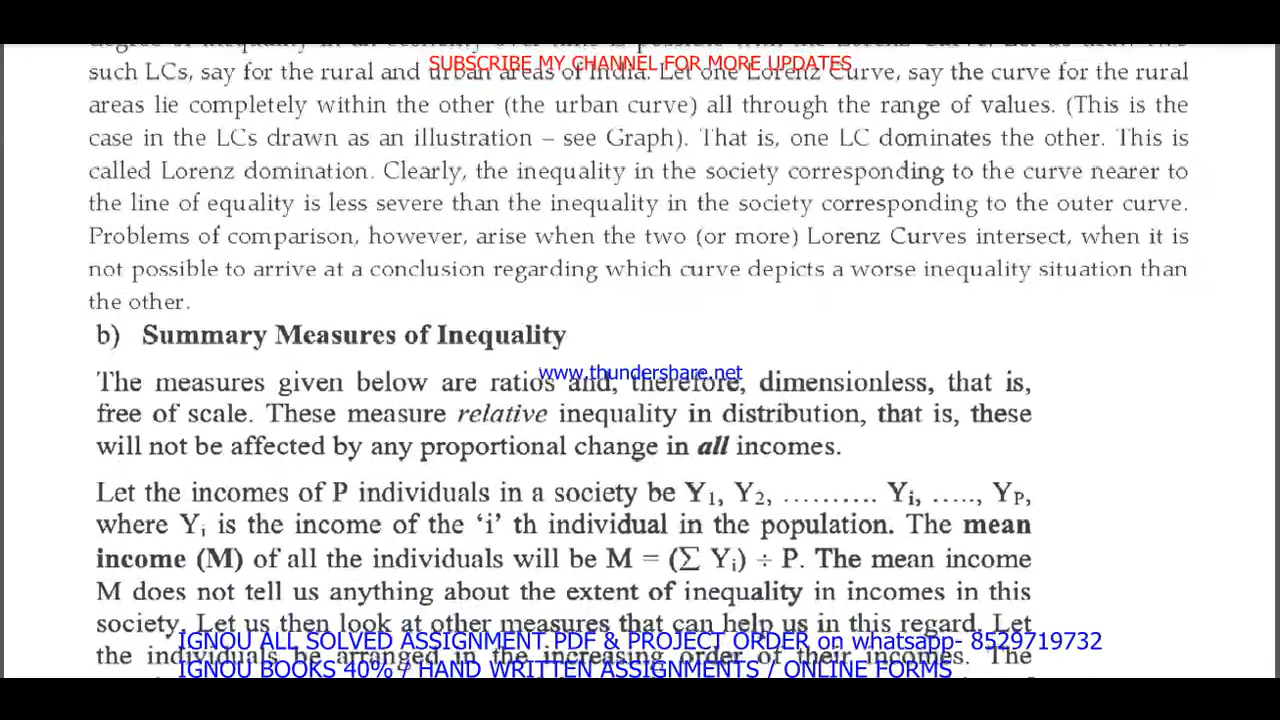 SUBSCRIBE MY CHANNEL FOR MORE UPDATES
such LCs, say for the rural and urban areas of India. Let one Lorenz Curve, say the curve for the rural
areas lie completely within the other (the urban curve) all through the range of values. (This is the
case in the LCs drawn as an illustration – see Graph). That is, one LC dominates the other. This is
called Lorenz domination. Clearly, the inequality in the society corresponding to the curve nearer to
the line of equality is less severe than the inequality in the society corresponding to the outer curve.
Problems of comparison, however, arise when the two (or more) Lorenz Curves intersect, when it is
not possible to arrive at a conclusion regarding which curve depicts a worse inequality situation than
the other.
b) Summary Measures of Inequality
www.thundershare.net
The measures given below are ratios and, therefore, dimensionless, that is,
free of scale. These measure relative inequality in distribution, that is, these
will not be affected by any proportional change in all incomes.
Let the incomes of P individuals in a society be Y1, Y2, .......... Yi, ....., YP,
where Yi is the income of the ‘i’ th individual in the population. The mean
income (M) of all the individuals will be M = (∑ Yi) ÷ P. The mean income
M does not tell us anything about the extent of inequality in incomes in this
society. Let us then look at other measures that can help us in this regard. Let
IGNOU ALL SOLVED ASSIGNMENT PDF & PROJECT ORDER on whatsapp- 8529719732
the individuals be arranged in the increasing order of their incomes. The
IGNOU BOOKS 40% / HAND WRITTEN ASSIGNMENTS / ONLINE FORMS